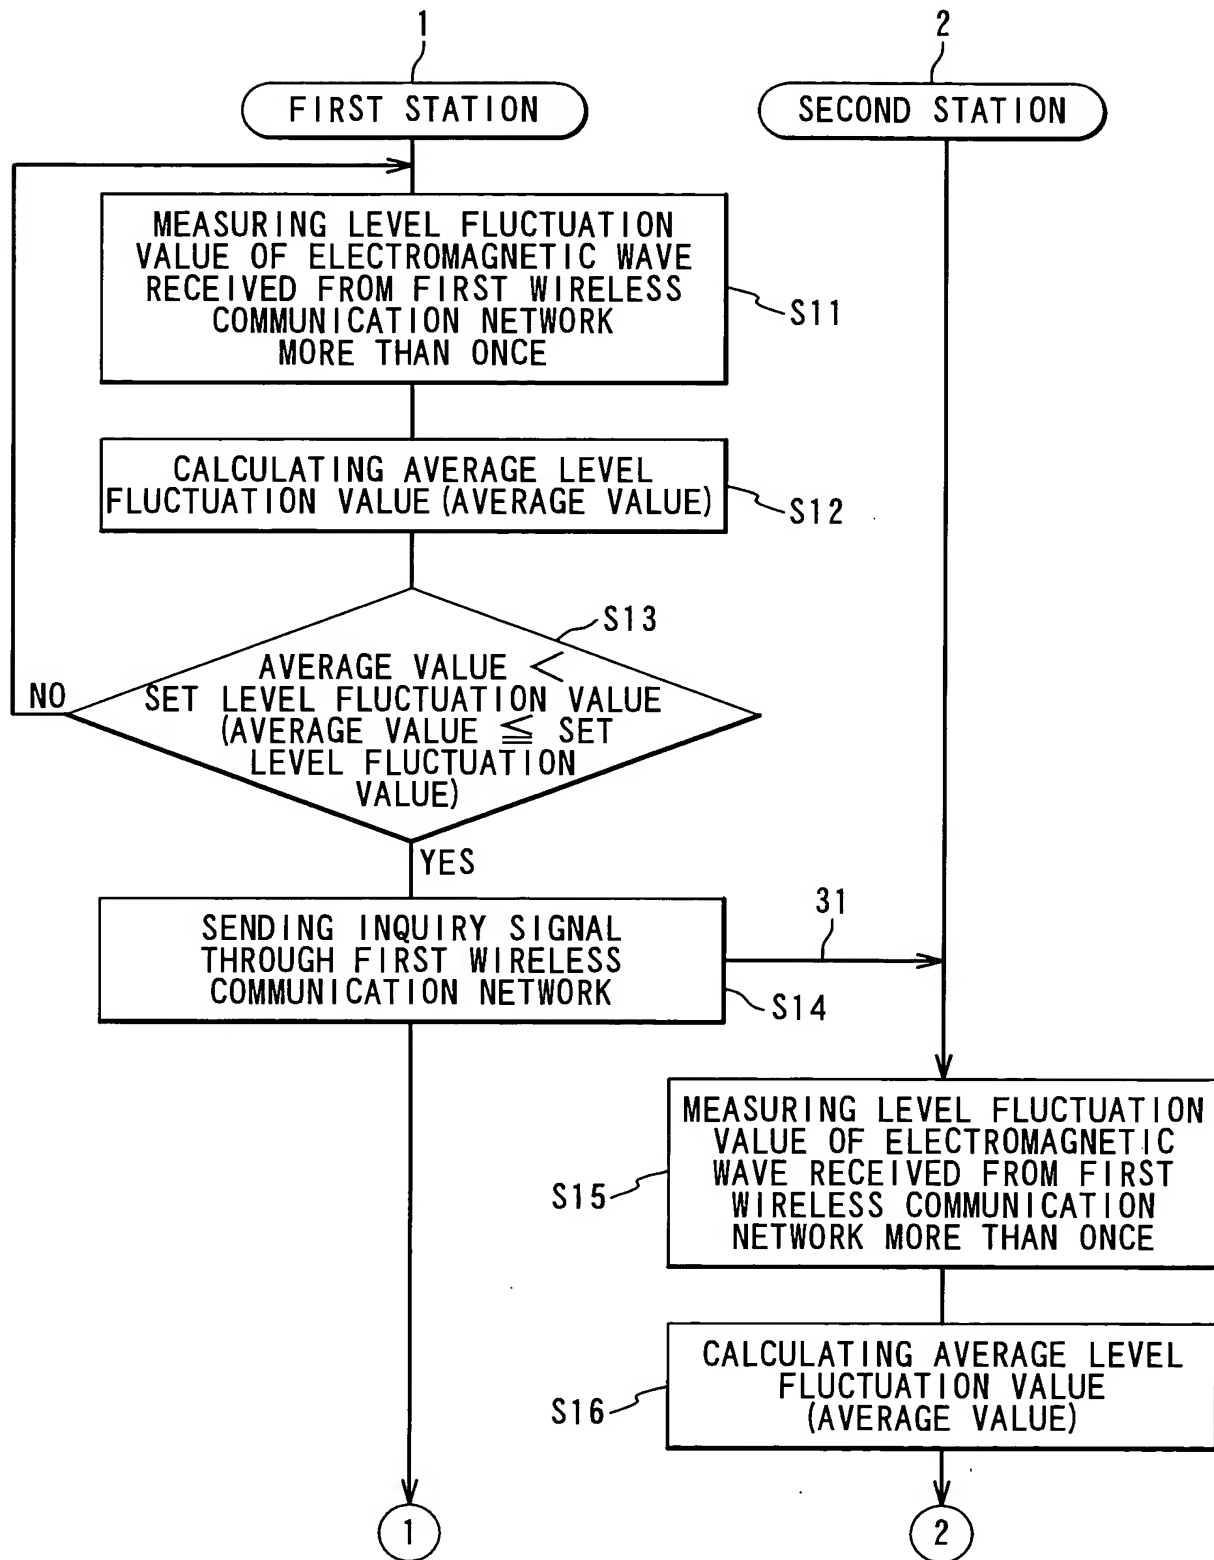 1
2
FIRST STATION
SECOND STATION
MEASURING LEVEL FLUCTUATION
VALUE OF ELECTROMAGNETIC WAVE
RECEIVED FROM FIRST WIRELESS
COMMUNICATION NETWORK
MORE THAN ONCE
S11
CALCULATING AVERAGE LEVEL
FLUCTUATION VALUE (AVERAGE VALUE)
S12
S13
AVERAGE VALUE <
SET LEVEL FLUCTUATION VALUE
(AVERAGE VALUE ≦ SET
LEVEL FLUCTUATION
VALUE)
NO
YES
SENDING INQUIRY SIGNAL
THROUGH FIRST WIRELESS
COMMUNICATION NETWORK
31
S14
MEASURING LEVEL FLUCTUATION
VALUE OF ELECTROMAGNETIC
WAVE RECEIVED FROM FIRST
WIRELESS COMMUNICATION
NETWORK MORE THAN ONCE
S15
CALCULATING AVERAGE LEVEL
FLUCTUATION VALUE
(AVERAGE VALUE)
S16
1
2